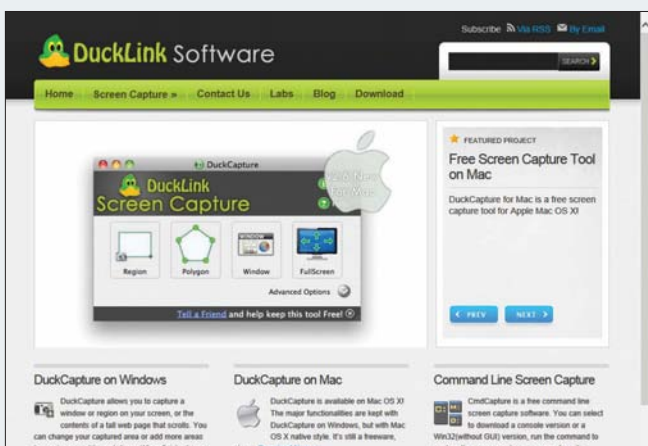 Subscribe Via RSS By Email
DuckLink Software
SEARCH
Home Screen Capture » Contact Us Labs Blog Download
FEATURED PROJECT
Free Screen Capture Tool
on Mac
DuckCapture for Mac is a free screen
capture tool for Apple Mac OS X!
PREV NEXT
DuckCapture
DuckLink
Screen Capture
New
for Mac
Region Polygon Window FullScreen
WINDOW
Advanced Options
Tell a Friend and help keep this tool Free!
DuckCapture on Windows
DuckCapture allows you to capture a
window or region on your screen, or the
contents of a tall web page that scrolls. You
can change your captured area or add more areas
DuckCapture on Mac
DuckCapture is available on Mac OS X!
The major functionalities are kept with
DuckCapture on Windows, but with Mac
OS X native style. It's still a freeware,
Command Line Screen Capture
CmdCapture is a free command line
screen capture software. You can select
to download a console version or a
Win32(without GUI) version, run the command to